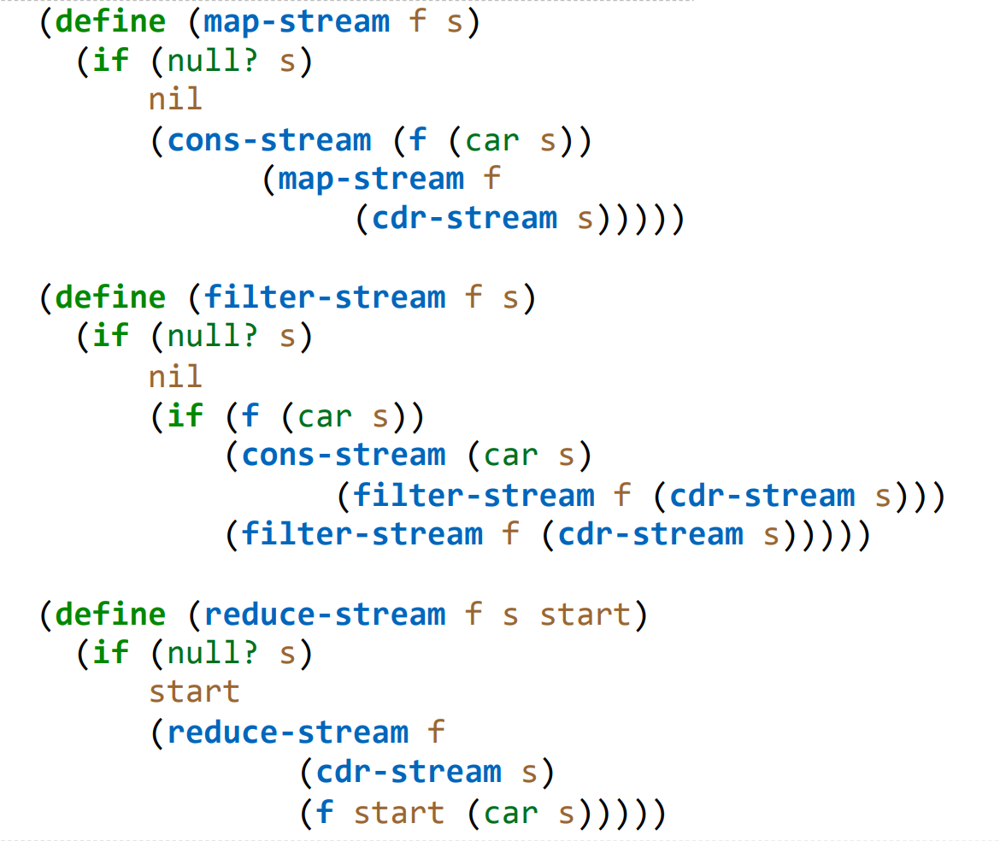 (define (map-stream f s)
  (if (null? s)
      nil
      (cons-stream (f (car s))
            (map-stream f
                 (cdr-stream s)))))
(define (filter-stream f s)
  (if (null? s)
      nil
      (if (f (car s))
          (cons-stream (car s)
                (filter-stream f (cdr-stream s)))
          (filter-stream f (cdr-stream s)))))
(define (reduce-stream f s start)
  (if (null? s)
      start
      (reduce-stream f
              (cdr-stream s)
              (f start (car s)))))